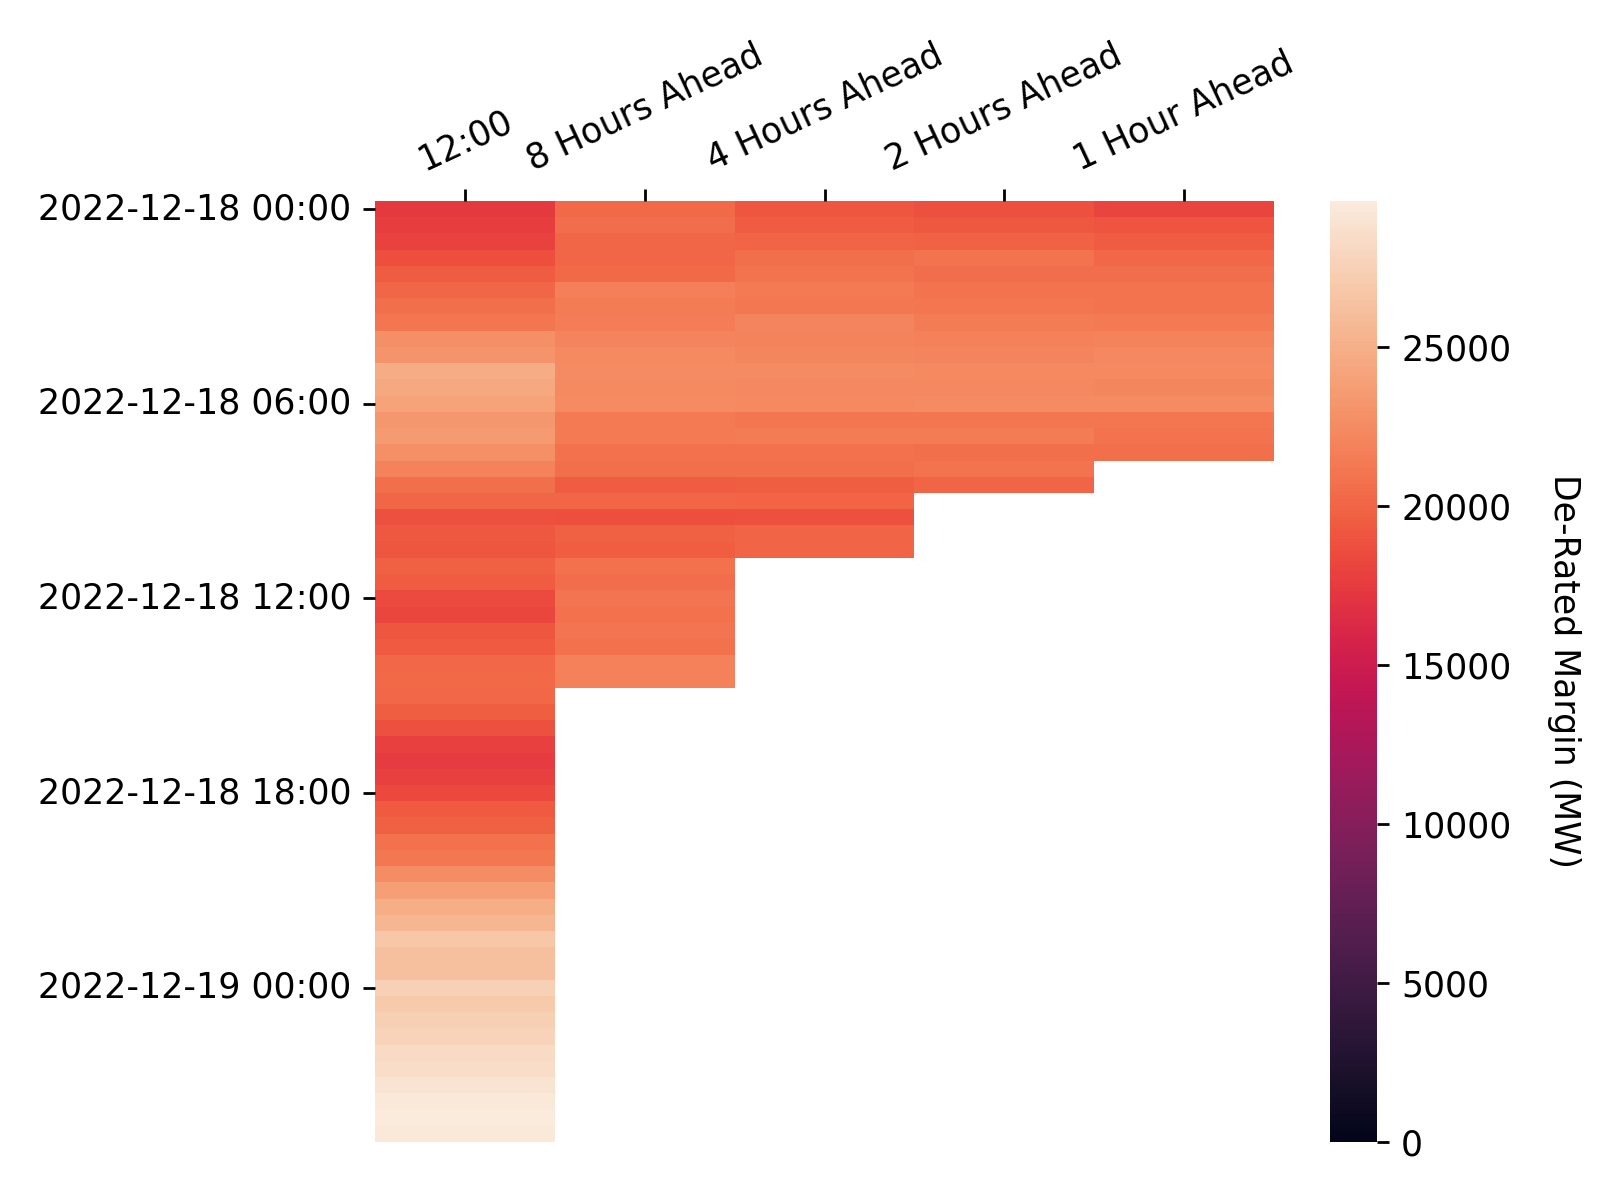 12:00
8 Hours Ahead
4 Hours Ahead
2 Hours Ahead
1 Hour Ahead
2022-12-18 00:00
2022-12-18 06:00
2022-12-18 12:00
2022-12-18 18:00
2022-12-19 00:00
25000
20000
15000
10000
5000
0
De-Rated Margin (MW)